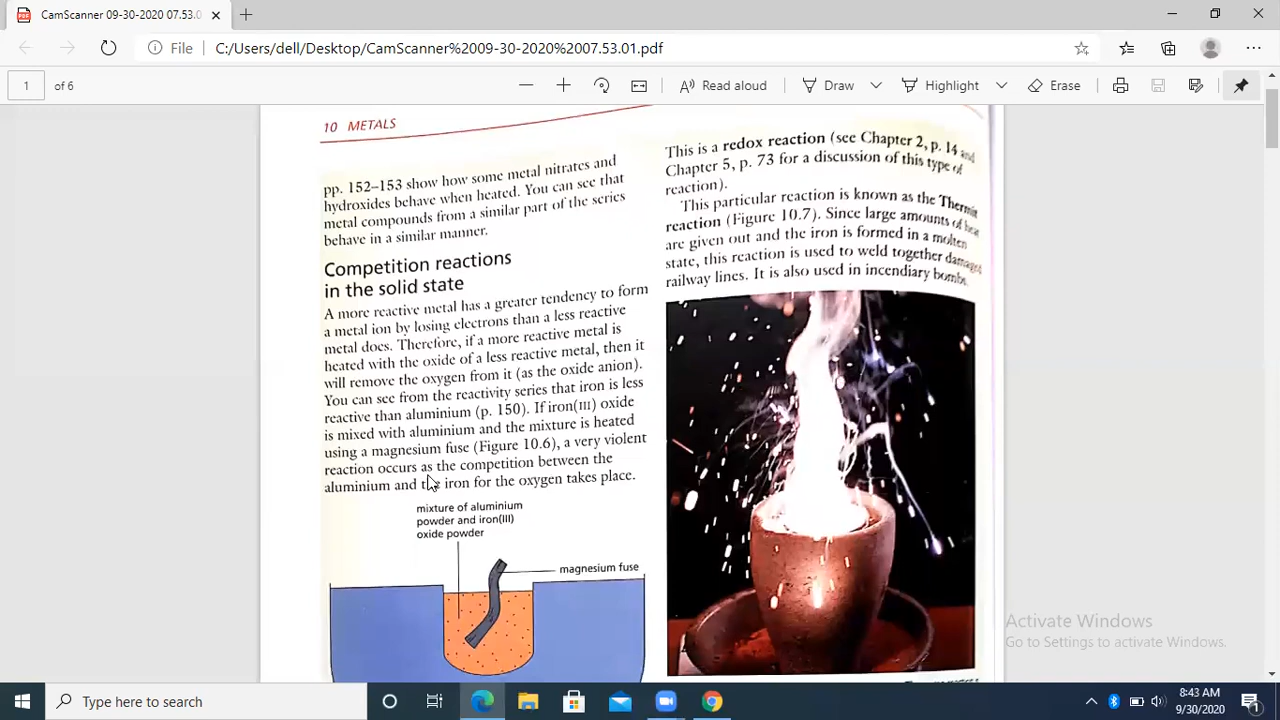 CamScanner 09-30-2020 07.53.0
File
C:/Users/dell/Desktop/CamScanner%2009-30-2020%2007.53.01.pdf
1
of 6
Read aloud
Draw
Highlight
Erase
10 METALS
pp. 152–153 show how some metal nitrates and
hydroxides behave when heated. You can see that
metal compounds from a similar part of the series
behave in a similar manner.
Competition reactions
in the solid state
A more reactive metal has a greater tendency to form
a metal ion by losing electrons than a less reactive
metal does. Therefore, if a more reactive metal is
heated with the oxide of a less reactive metal, then it
will remove the oxygen from it (as the oxide anion).
You can see from the reactivity series that iron is less
reactive than aluminium (p. 150). If iron(III) oxide
is mixed with aluminium and the mixture is heated
using a magnesium fuse (Figure 10.6), a very violent
reaction occurs as the competition between the
aluminium and the iron for the oxygen takes place.
mixture of aluminium
powder and iron(III)
oxide powder
magnesium fuse
This is a redox reaction (see Chapter 2, p. 14 and
Chapter 5, p. 73 for a discussion of this type of
reaction).
This particular reaction is known as the Thermit
reaction (Figure 10.7). Since large amounts of heat
are given out and the iron is formed in a molten
state, this reaction is used to weld together damaged
railway lines. It is also used in incendiary bombs.
Activate Windows
Go to Settings to activate Windows.
Type here to search
8:43 AM
9/30/2020